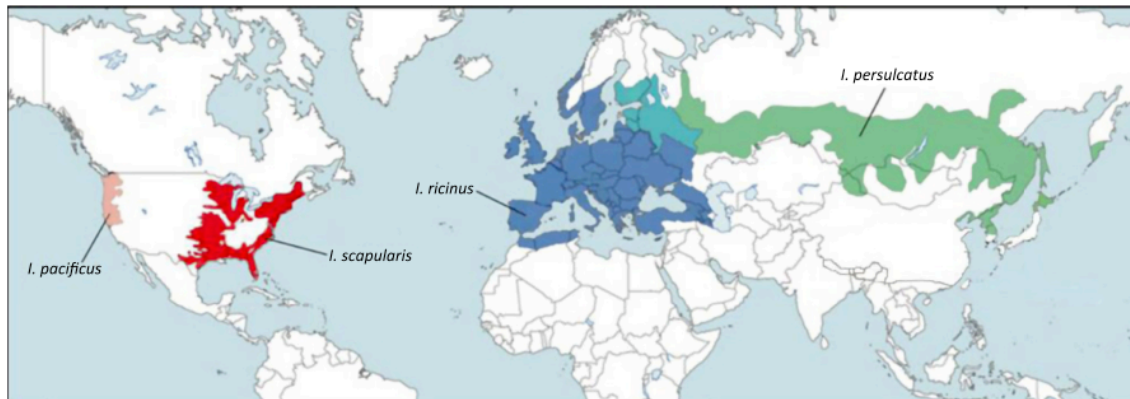 I. persulcatus
I. ricinus
I. scapularis
I. pacificus